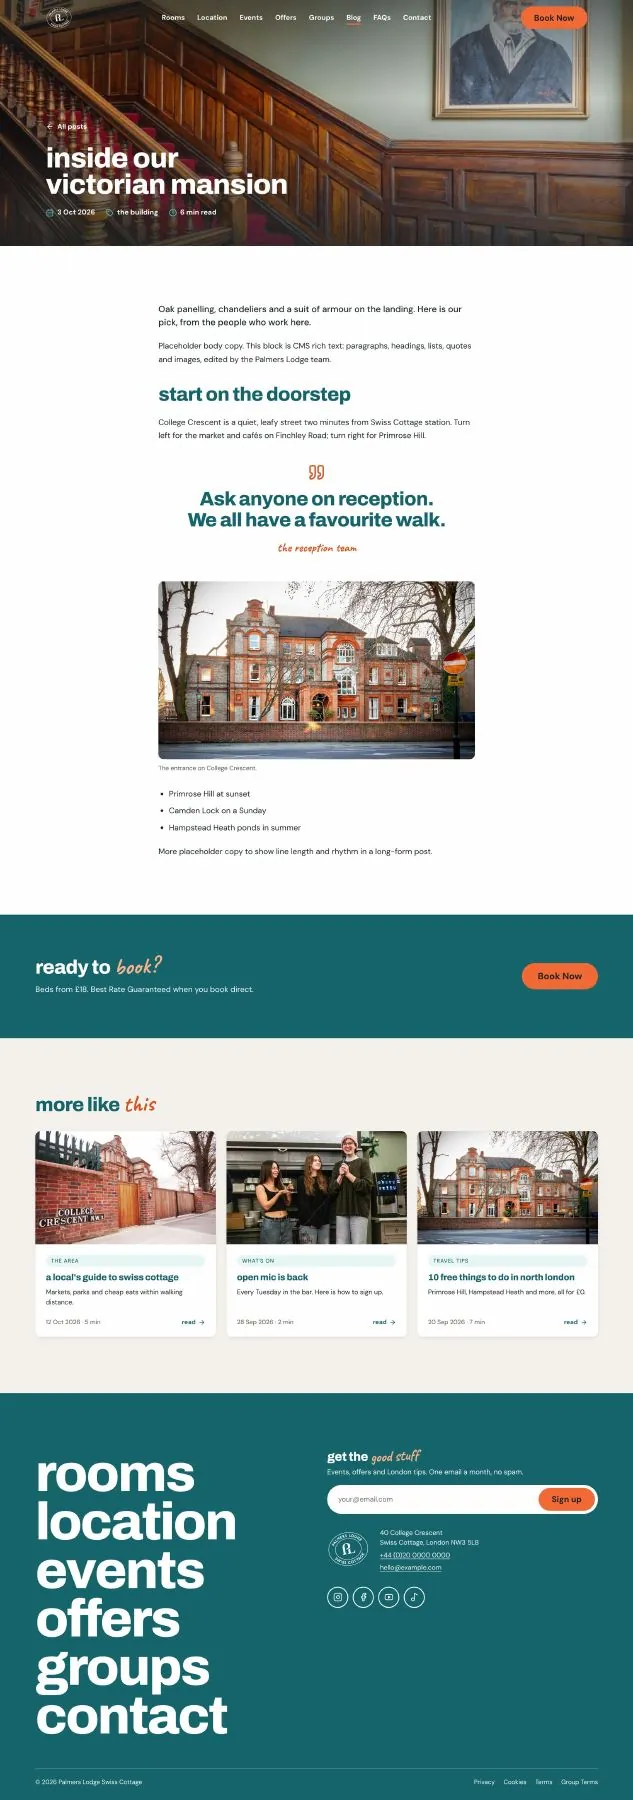 Rooms Location Events Offers Groups Blog FAQs Contact
Book Now
← All posts
inside our
victorian mansion
3 Oct 2026 the building 6 min read
Oak panelling, chandeliers and a suit of armour on the landing. Here is our
pick, from the people who work here.
Placeholder body copy. This block is CMS rich text: paragraphs, headings, lists, quotes
and images, edited by the Palmers Lodge team.
start on the doorstep
College Crescent is a quiet, leafy street two minutes from Swiss Cottage station. Turn
left for the market and cafés on Finchley Road; turn right for Primrose Hill.
Ask anyone on reception.
We all have a favourite walk.
the reception team
The entrance on College Crescent.
• Primrose Hill at sunset
• Camden Lock on a Sunday
• Hampstead Heath ponds in summer
More placeholder copy to show line length and rhythm in a long-form post.
ready to book?
Beds from £18. Best Rate Guaranteed when you book direct.
Book Now
more like this
COLLEGE
CRESCENT NW3
THE AREA
a local's guide to swiss cottage
Markets, parks and cheap eats within walking
distance.
12 Oct 2026 · 5 min
read →
WHAT'S ON
open mic is back
Every Tuesday in the bar. Here is how to sign up.
28 Sep 2026 · 2 min
read →
TRAVEL TIPS
10 free things to do in north london
Primrose Hill, Hampstead Heath and more, all for £0.
20 Sep 2026 · 7 min
read →
rooms
location
events
offers
groups
contact
get the good stuff
Events, offers and London tips. One email a month, no spam.
your@email.com
Sign up
PALMERS LODGE
PL
SWISS COTTAGE
40 College Crescent
Swiss Cottage, London NW3 5LB
+44 (0)20 0000 0000
hello@example.com
© 2026 Palmers Lodge Swiss Cottage
Privacy Cookies Terms Group Terms